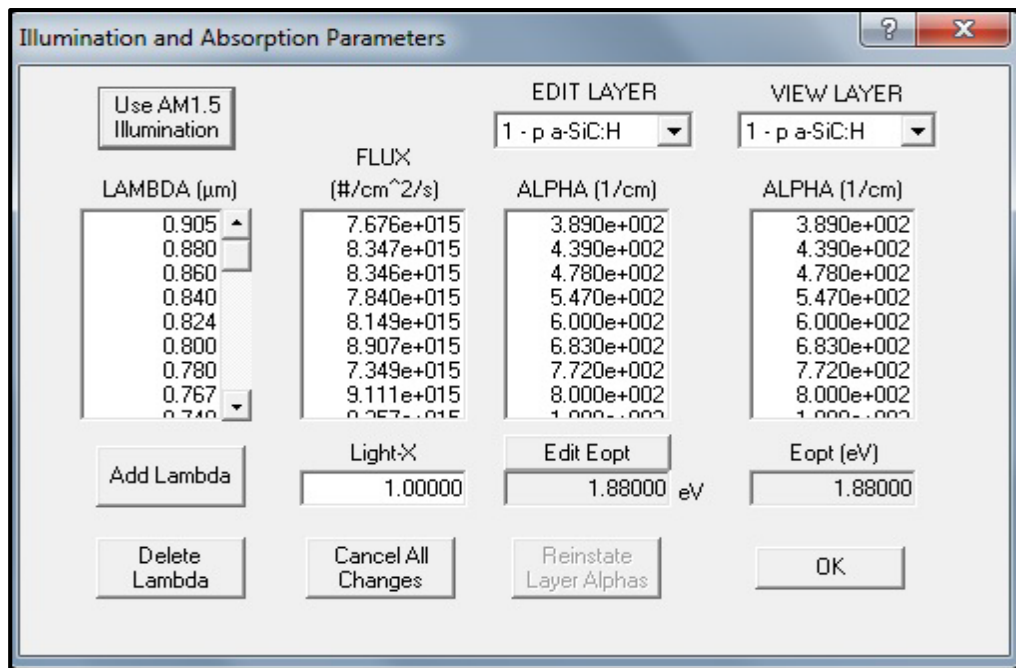 Illumination and Absorption Parameters
?
X
Use AM1.5
Illumination
EDIT LAYER
VIEW LAYER
1 - p a-SiC:H
1 - p a-SiC:H
FLUX
LAMBDA (µm)
(#/cm^2/s)
ALPHA (1/cm)
ALPHA (1/cm)
0.905 7.676e+015 3.890e+002 3.890e+002
0.880 8.347e+015 4.390e+002 4.390e+002
0.860 8.346e+015 4.780e+002 4.780e+002
0.840 7.840e+015 5.470e+002 5.470e+002
0.824 8.149e+015 6.000e+002 6.000e+002
0.800 8.907e+015 6.830e+002 6.830e+002
0.780 7.349e+015 7.720e+002 7.720e+002
0.767 9.111e+015 8.000e+002 8.000e+002
Add Lambda
Light-X
Edit Eopt
Eopt (eV)
1.00000
1.88000 eV
1.88000
Delete
Lambda
Cancel All
Changes
Reinstate
Layer Alphas
OK